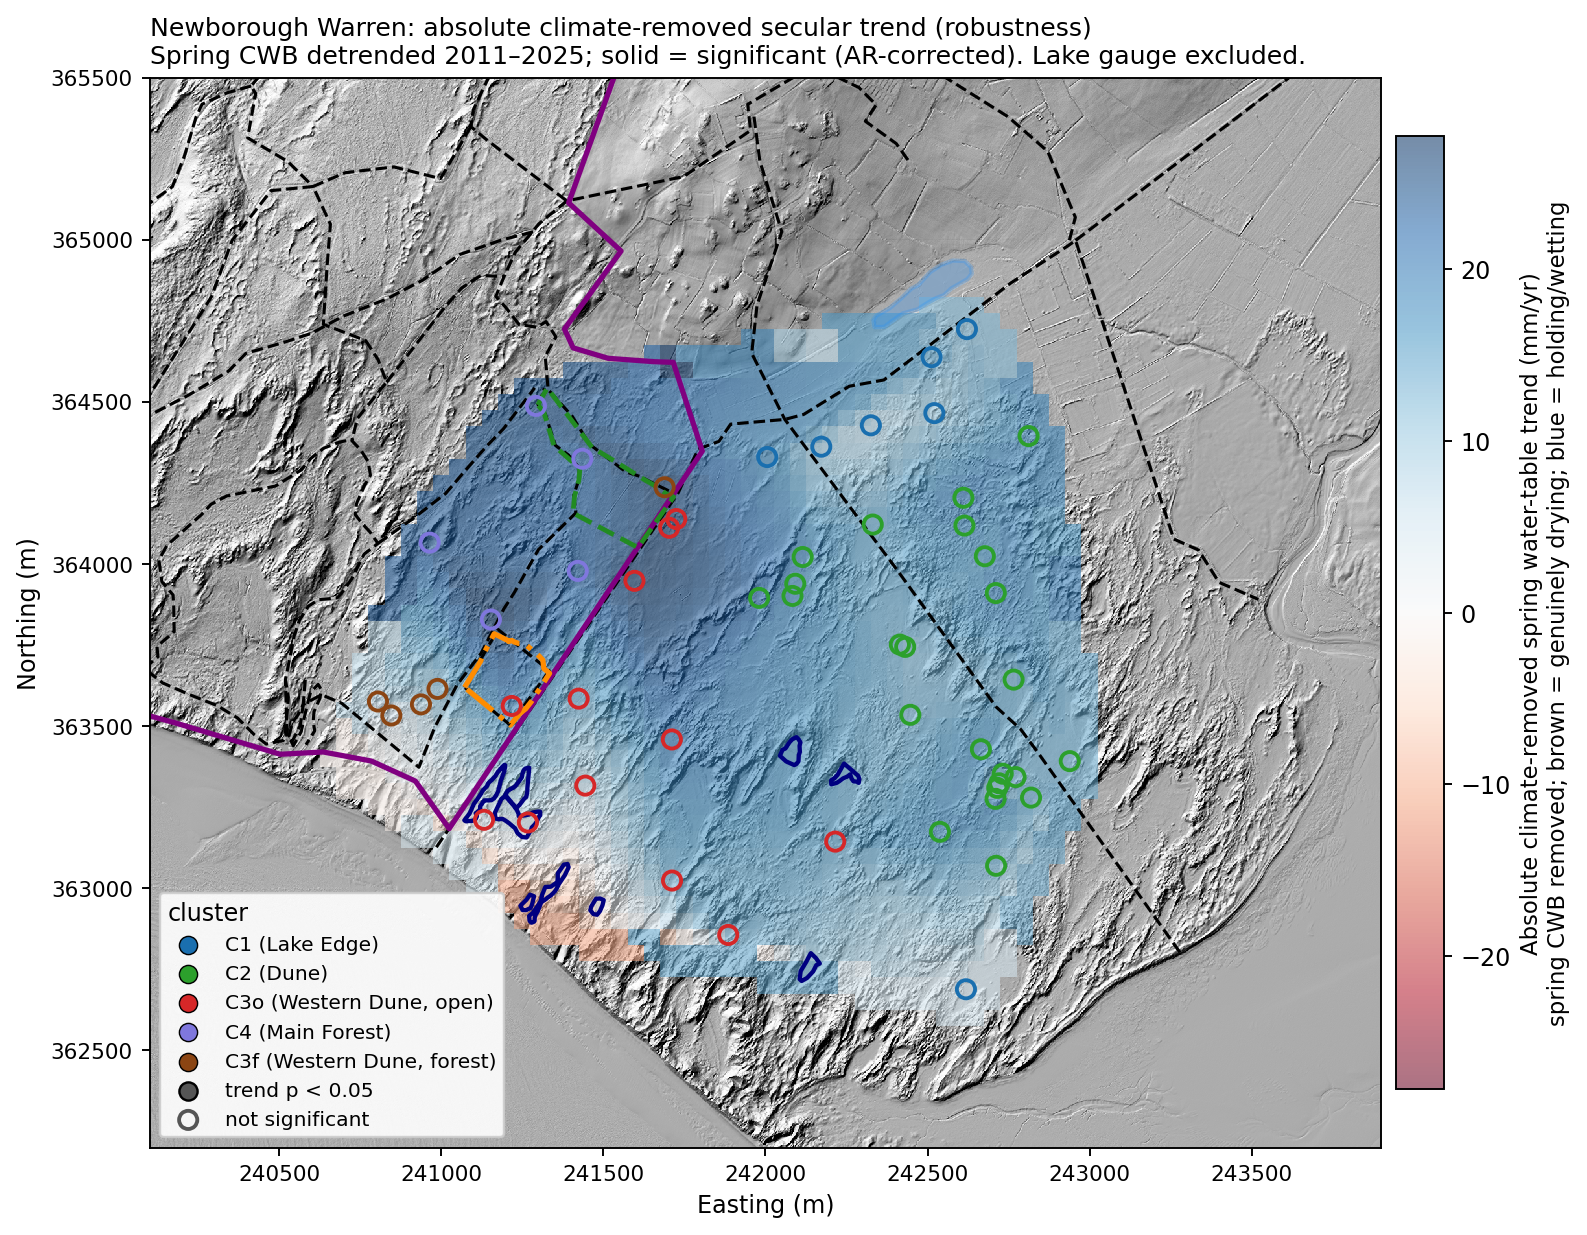 Newborough Warren: absolute climate-removed secular trend (robustness)
Spring CWB detrended 2011–2025; solid = significant (AR-corrected). Lake gauge excluded.
365500
365000
364500
364000
363500
363000
362500
Northing (m)
240500
241000
241500
242000
242500
243000
243500
Easting (m)
cluster
C1 (Lake Edge)
C2 (Dune)
C3o (Western Dune, open)
C4 (Main Forest)
C3f (Western Dune, forest)
trend p < 0.05
not significant
20
10
0
−10
−20
Absolute climate-removed spring water-table trend (mm/yr)
spring CWB removed; brown = genuinely drying; blue = holding/wetting